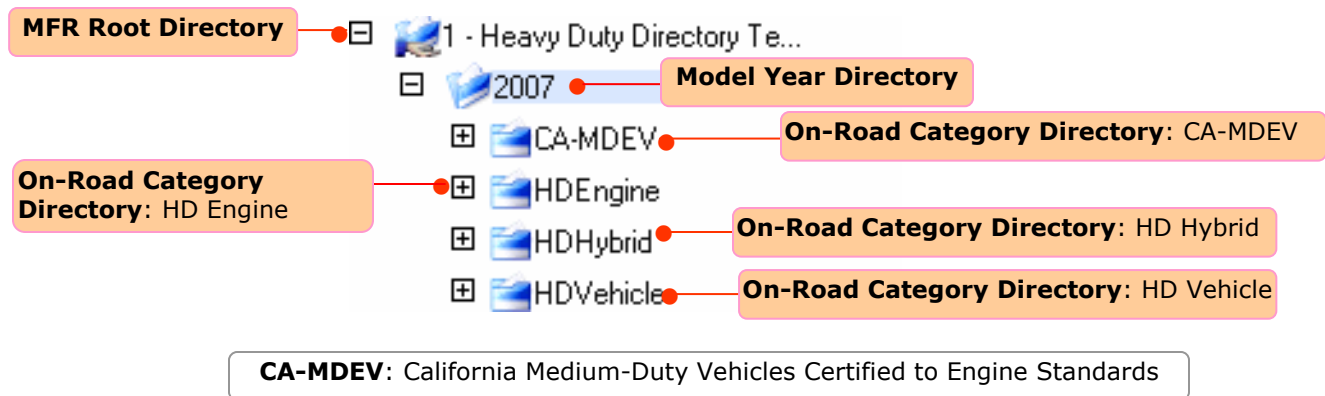 MFR Root Directory
1 - Heavy Duty Directory Te...
2007
Model Year Directory
CA-MDEV
On-Road Category Directory: CA-MDEV
On-Road Category
Directory: HD Engine
HDEngine
HDHybrid
On-Road Category Directory: HD Hybrid
HDVehicle
On-Road Category Directory: HD Vehicle
CA-MDEV: California Medium-Duty Vehicles Certified to Engine Standards